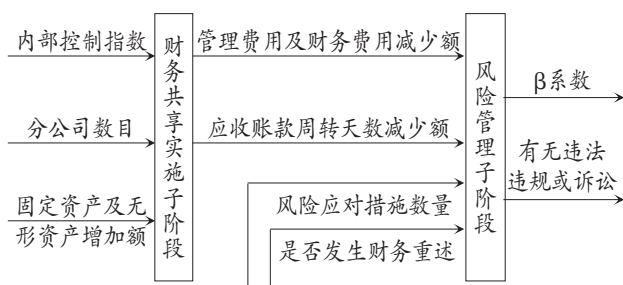 内部控制指数
分公司数目
固定资产及无
形资产增加额
财务共享实施子阶段
管理费用及财务费用减少额
应收账款周转天数减少额
风险应对措施数量
是否发生财务重述
风险管理子阶段
β系数
有无违法
违规或诉讼